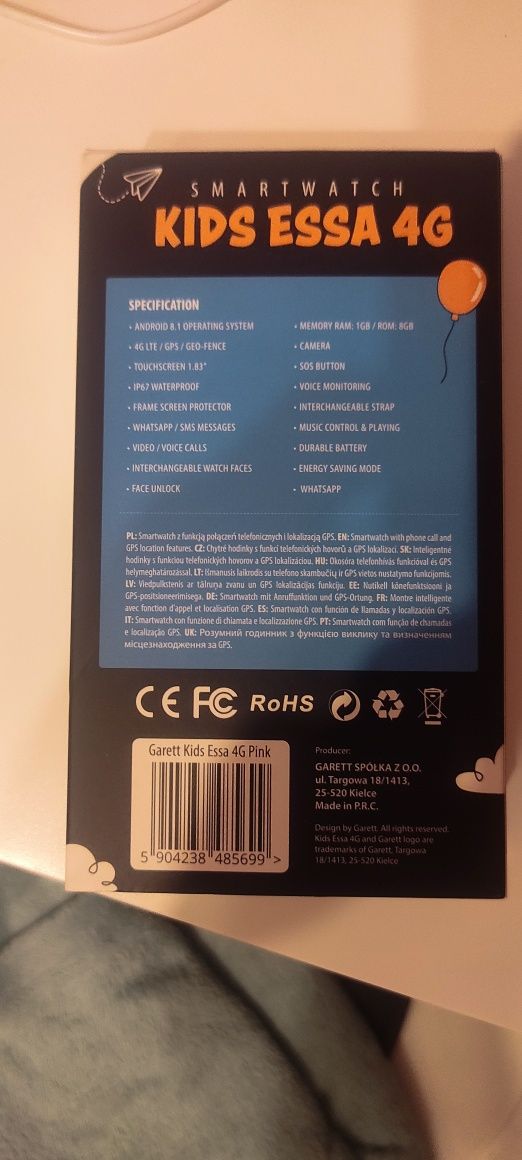 SMARTWATCH
KIDS ESSA 4G
SPECIFICATION
• ANDROID 8.1 OPERATING SYSTEM
• 4G LTE / GPS / GEO-FENCE
• TOUCHSCREEN 1.83"
• IP67 WATERPROOF
• FRAME SCREEN PROTECTOR
• WHATSAPP / SMS MESSAGES
• VIDEO / VOICE CALLS
• INTERCHANGEABLE WATCH FACES
• FACE UNLOCK
• MEMORY RAM: 1GB / ROM: 8GB
• CAMERA
• SOS BUTTON
• VOICE MONITORING
• INTERCHANGEABLE STRAP
• MUSIC CONTROL & PLAYING
• DURABLE BATTERY
• ENERGY SAVING MODE
• WHATSAPP
PL: Smartwatch z funkcją połączeń telefonicznych i lokalizacją GPS. EN: Smartwatch with phone call and
GPS location features. CZ: Chytré hodinky s funkcí telefonických hovorů a GPS lokalizací. SK: Inteligentné
hodinky s funkciou telefonických hovorov a GPS lokalizáciou. HU: Okosóra telefonhívás funkcióval és GPS
helymeghatározással. LT: Išmanusis laikrodis su telefono skambučių ir GPS vietos nustatymo funkcijomis.
LV: Viedpulkstenis ar tālruņa zvanu un GPS lokalizācijas funkciju. EE: Nutikell kõnefunktsiooni ja
GPS-positsioneerimisega. DE: Smartwatch mit Anruffunktion und GPS-Ortung. FR: Montre intelligente
avec fonction d'appel et localisation GPS. ES: Smartwatch con función de llamadas y localización GPS.
IT: Smartwatch con funzione di chiamata e localizzazione GPS. PT: Smartwatch com função de chamadas
e localização GPS. UK: Розумний годинник з функцією виклику та визначенням
місцезнаходження за GPS.
CE FC RoHS
Garett Kids Essa 4G Pink
5 904238 485699 >
Producer:
GARETT SPÓŁKA Z O.O.
ul. Targowa 18/1413,
25-520 Kielce
Made in P.R.C.
Design by Garett. All rights reserved.
Kids Essa 4G and Garett logo are
trademarks of Garett, Targowa
18/1413, 25-520 Kielce